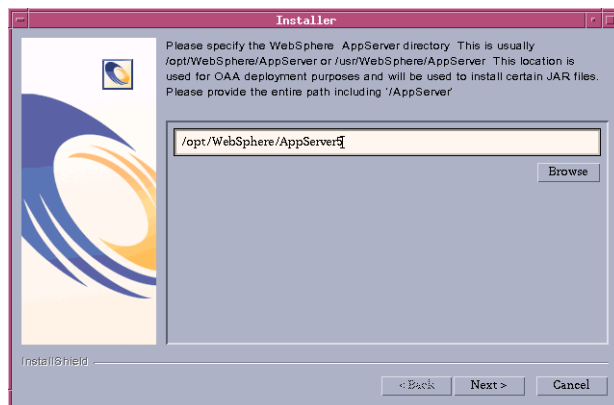 Installer
Please specify the WebSphere AppServer directory This is usually
/opt/WebSphere/AppServer or /usr/WebSphere/AppServer This location is
used for OAA deployment purposes and will be used to install certain JAR files.
Please provide the entire path including '/AppServer'
/opt/WebSphere/AppServer5
Browse
InstallShield
< Back
Next >
Cancel